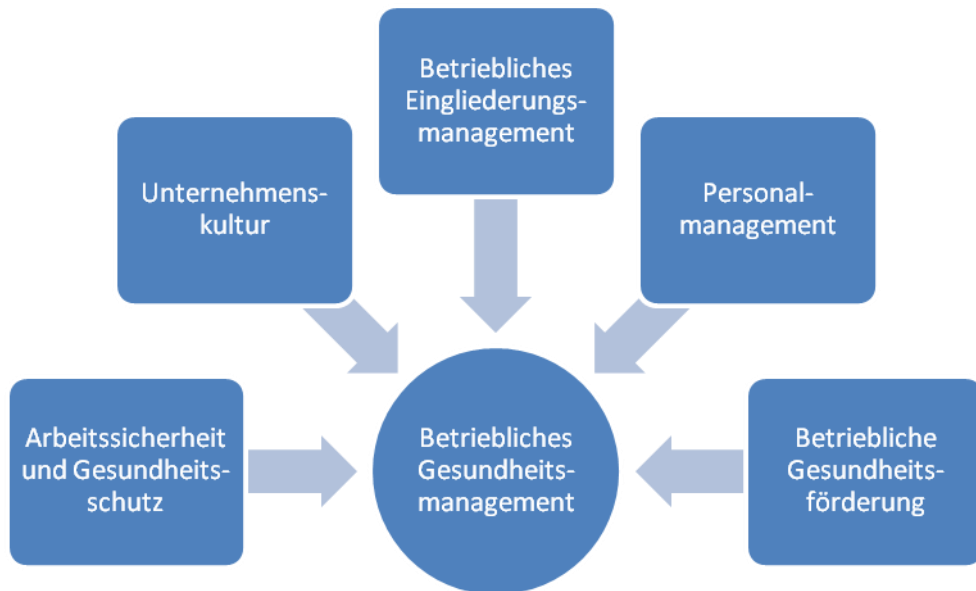 Betriebliches
Eingliederungs-
management
Unternehmens-
kultur
Personal-
management
Arbeitssicherheit
und Gesundheits-
schutz
Betriebliches
Gesundheits-
management
Betriebliche
Gesundheits-
förderung